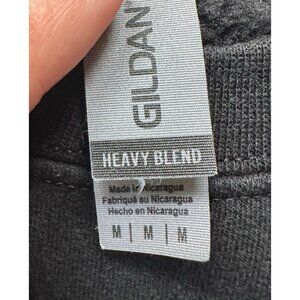 GILDAN
HEAVY BLEND
Made in Nicaragua
Fabriqué au Nicaragua
Hecho en Nicaragua
M | M | M